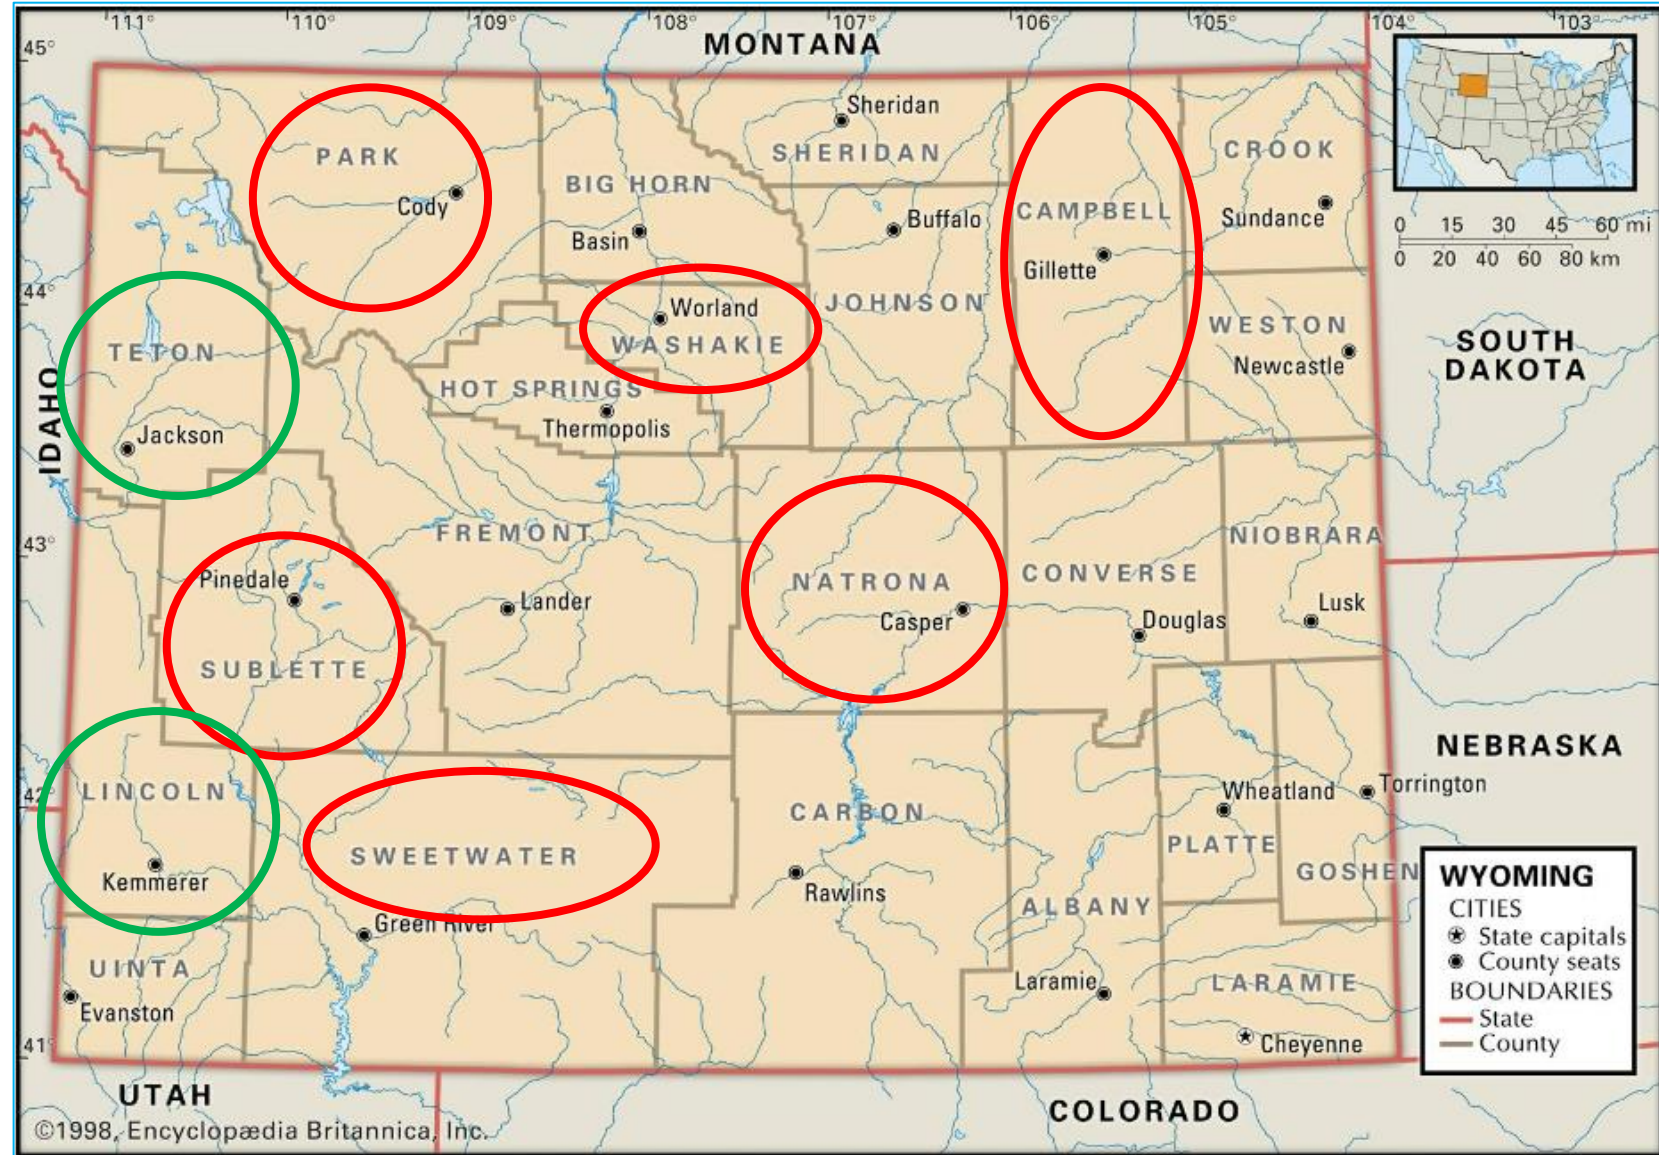 111°
110°
109°
108°
107°
106°
105°
104°
103°
45°
44°
43°
42°
41°
MONTANA
IDAHO
SOUTH
DAKOTA
NEBRASKA
UTAH
COLORADO
PARK
Cody
BIG HORN
Basin
Sheridan
SHERIDAN
Buffalo
JOHNSON
CAMPBELL
Gillette
CROOK
Sundance
WESTON
Newcastle
TETON
Jackson
Worland
WASHAKIE
HOT SPRINGS
Thermopolis
FREMONT
Lander
Pinedale
SUBLETTE
NATRONA
Casper
CONVERSE
Douglas
NIOBRARA
Lusk
LINCOLN
Kemmerer
SWEETWATER
Green River
UINTA
Evanston
CARBON
Rawlins
ALBANY
Laramie
Wheatland
PLATTE
Torrington
GOSHEN
LARAMIE
Cheyenne
0 15 30 45 60 mi
0 20 40 60 80 km
WYOMING
CITIES
State capitals
County seats
BOUNDARIES
State
County
©1998, Encyclopædia Britannica, Inc.